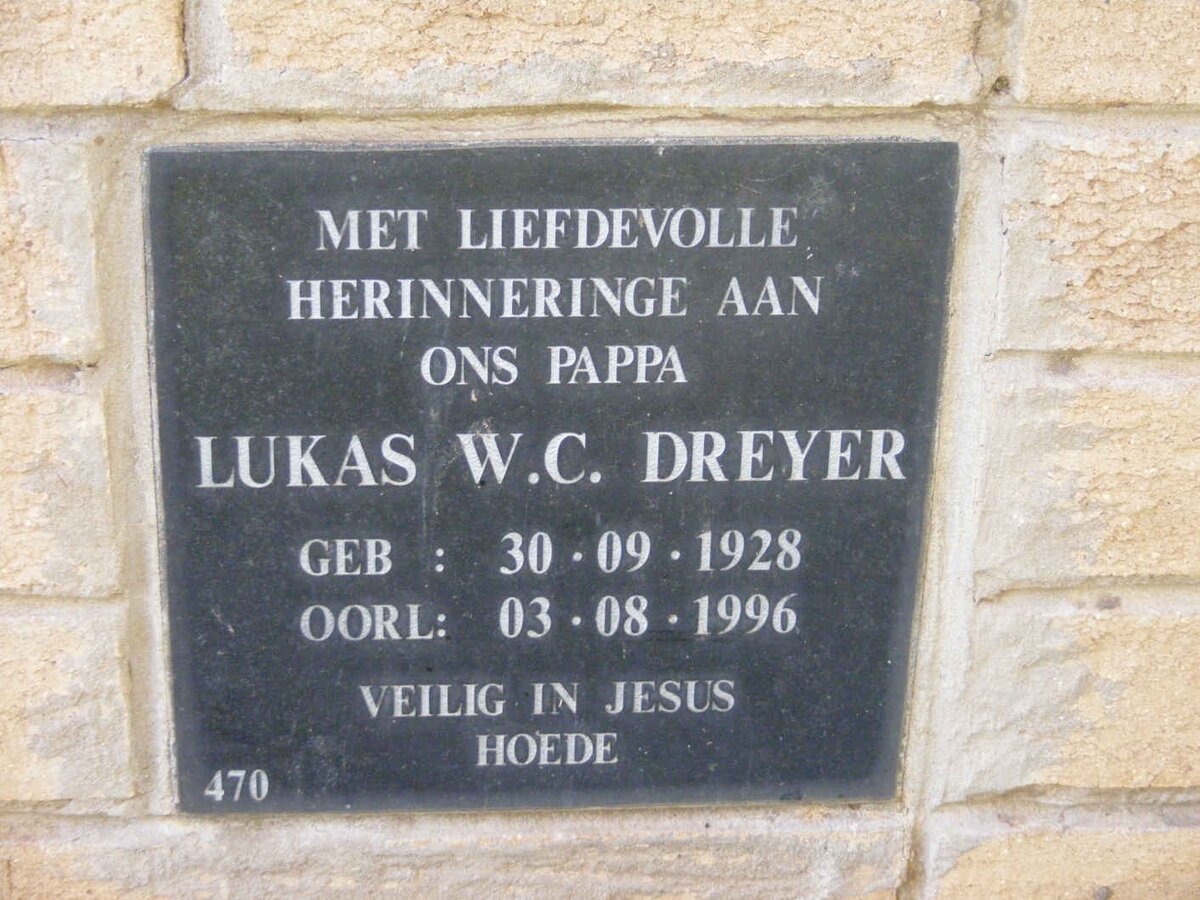 MET LIEFDEVOLLE
HERINNERINGE AAN
ONS PAPPA
LUKAS W.C. DREYER
GEB : 30 · 09 · 1928
OORL: 03 · 08 · 1996
VEILIG IN JESUS
HOEDE
470